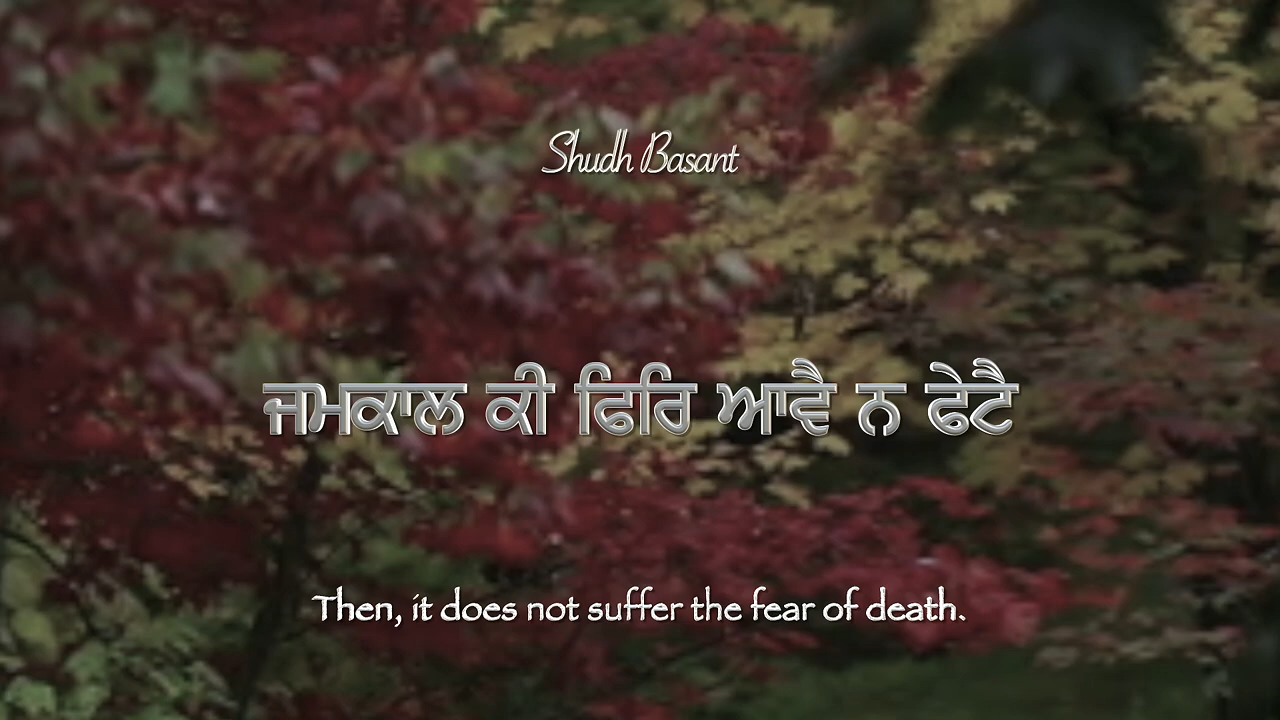 Shudh Basant
ਜਮਕਾਲ ਕੀ ਫਿਰਿ ਆਵੈ ਨ ਫੇਟੈ
Then, it does not suffer the fear of death.